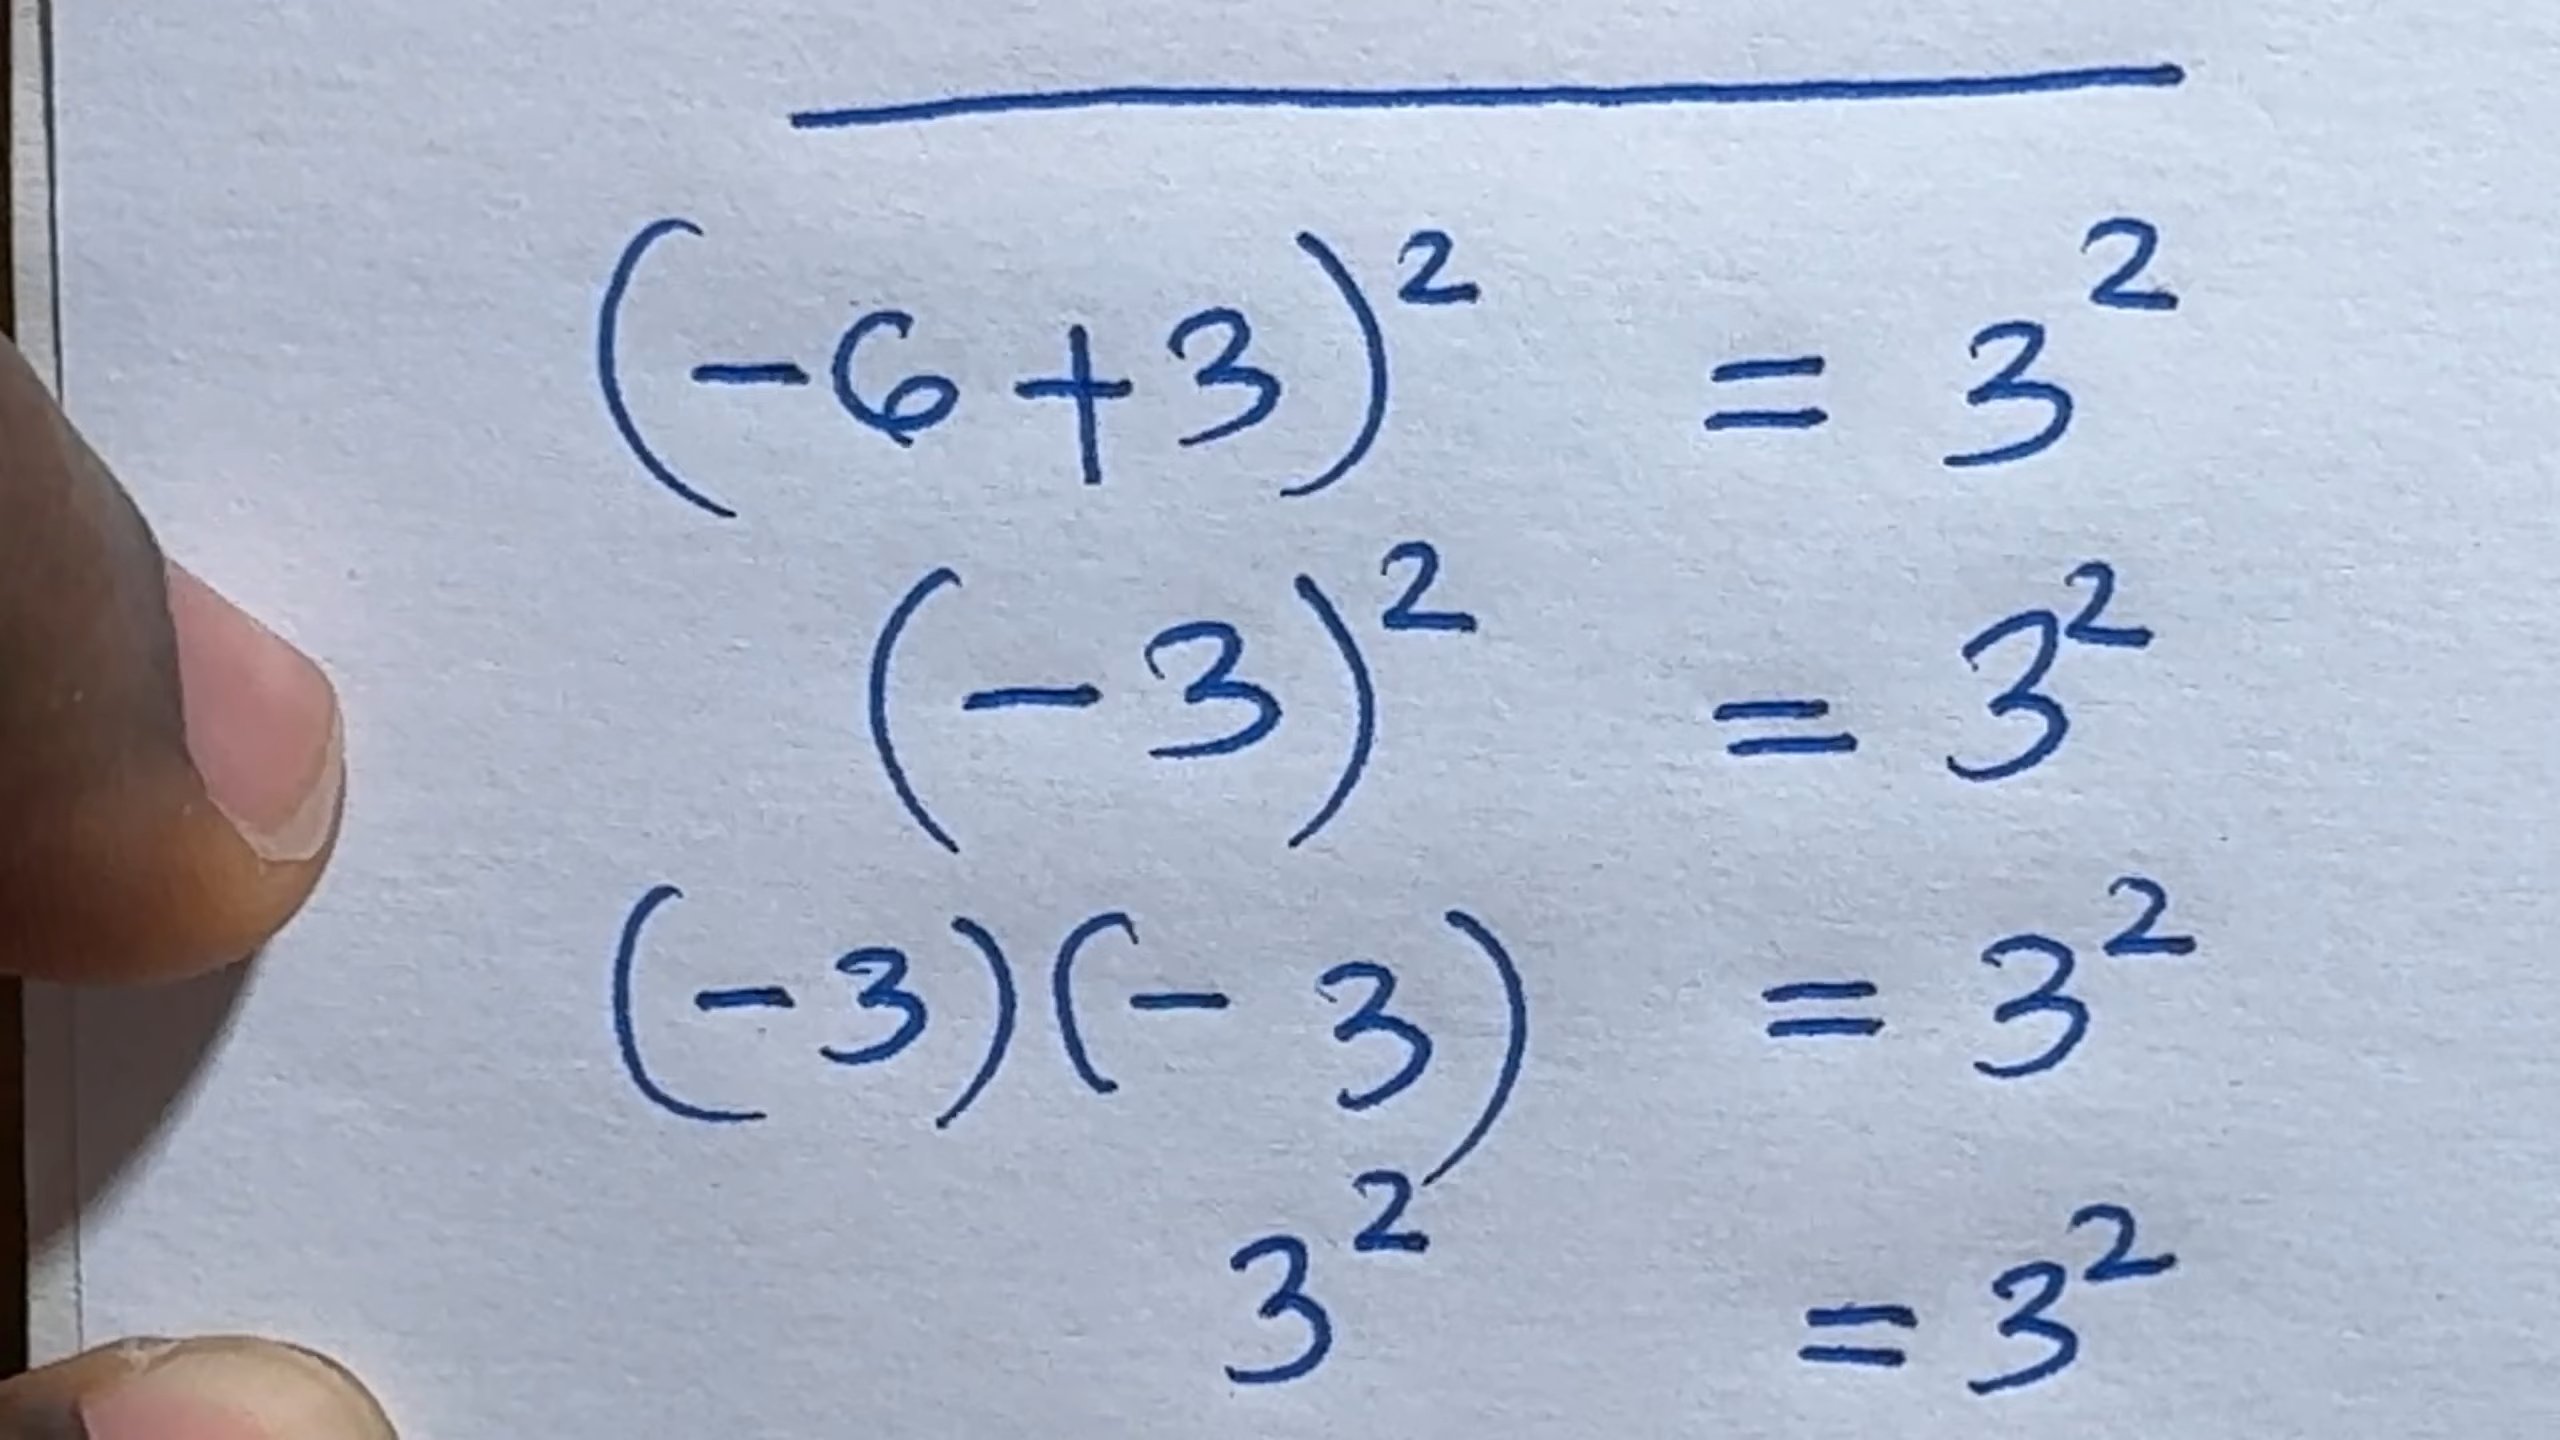 (-6+3)² = 3²
(-3)² = 3²
(-3)(-3) = 3²
3² = 3²